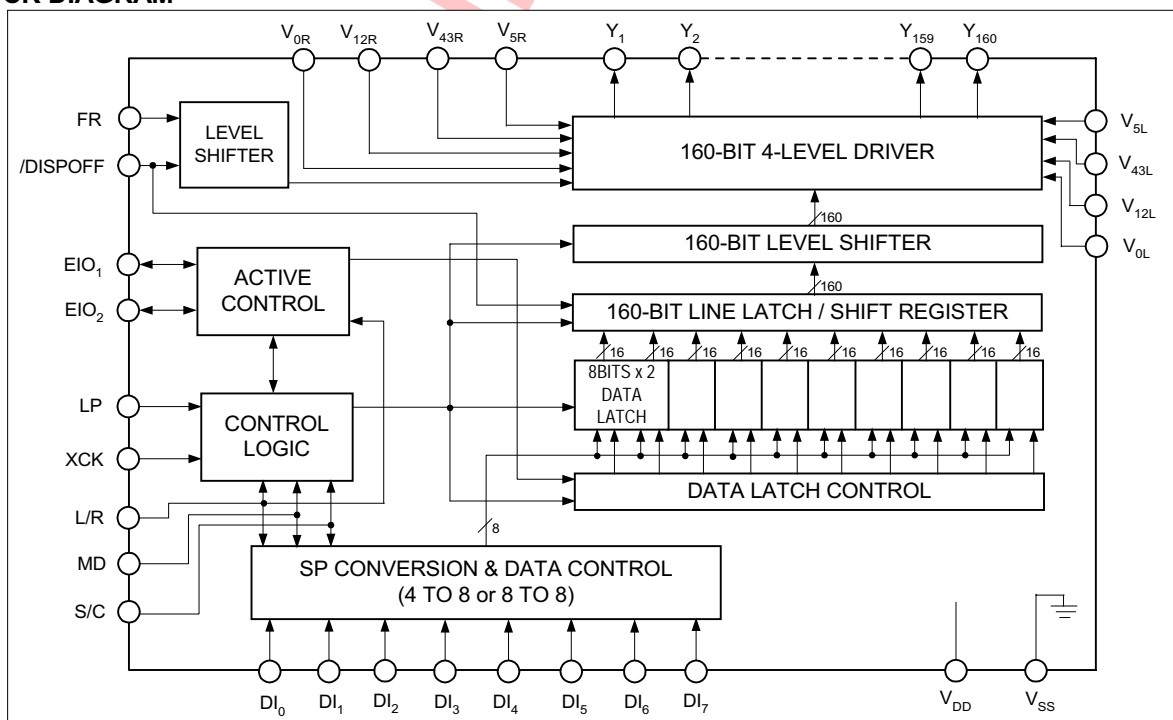 CK DIAGRAM
V0R V12R V43R V5R Y1 Y2 Y159 Y160
FR
LEVEL
SHIFTER
/DISPOFF
160-BIT 4-LEVEL DRIVER
V5L
V43L
V12L
V0L
160
160-BIT LEVEL SHIFTER
160
EIO1
EIO2
ACTIVE
CONTROL
160-BIT LINE LATCH / SHIFT REGISTER
16 16 16 16 16 16 16 16 16 16
8BITS x 2
DATA
LATCH
LP
XCK
CONTROL
LOGIC
DATA LATCH CONTROL
L/R
MD
S/C
8
SP CONVERSION & DATA CONTROL
(4 TO 8 or 8 TO 8)
DI0 DI1 DI2 DI3 DI4 DI5 DI6 DI7
VDD VSS